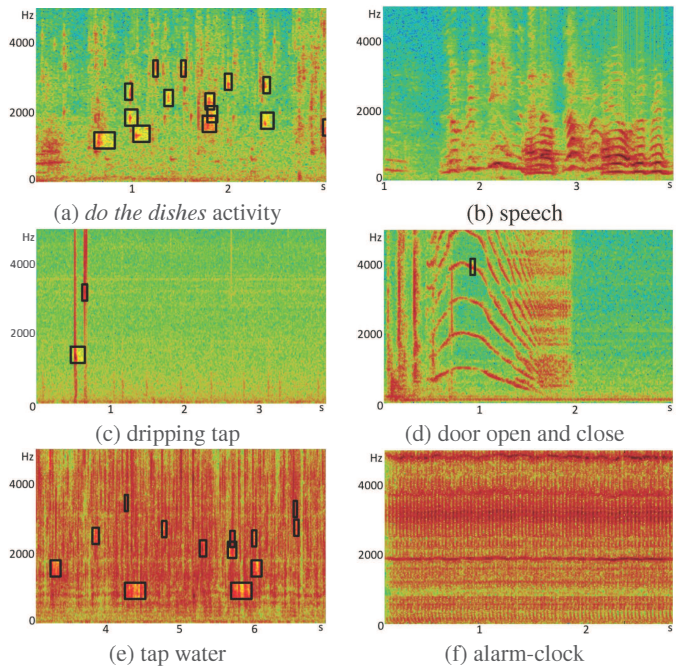 Hz Hz
4000 4000
2000 2000
0 0
1 2 s 1 2 3 s
(a) do the dishes activity (b) speech
Hz Hz
4000 4000
2000 2000
0 0
1 2 3 s 1 2 s
(c) dripping tap (d) door open and close
Hz Hz
4000 4000
2000 2000
0 0
4 5 6 s 1 2 3 s
(e) tap water (f) alarm-clock